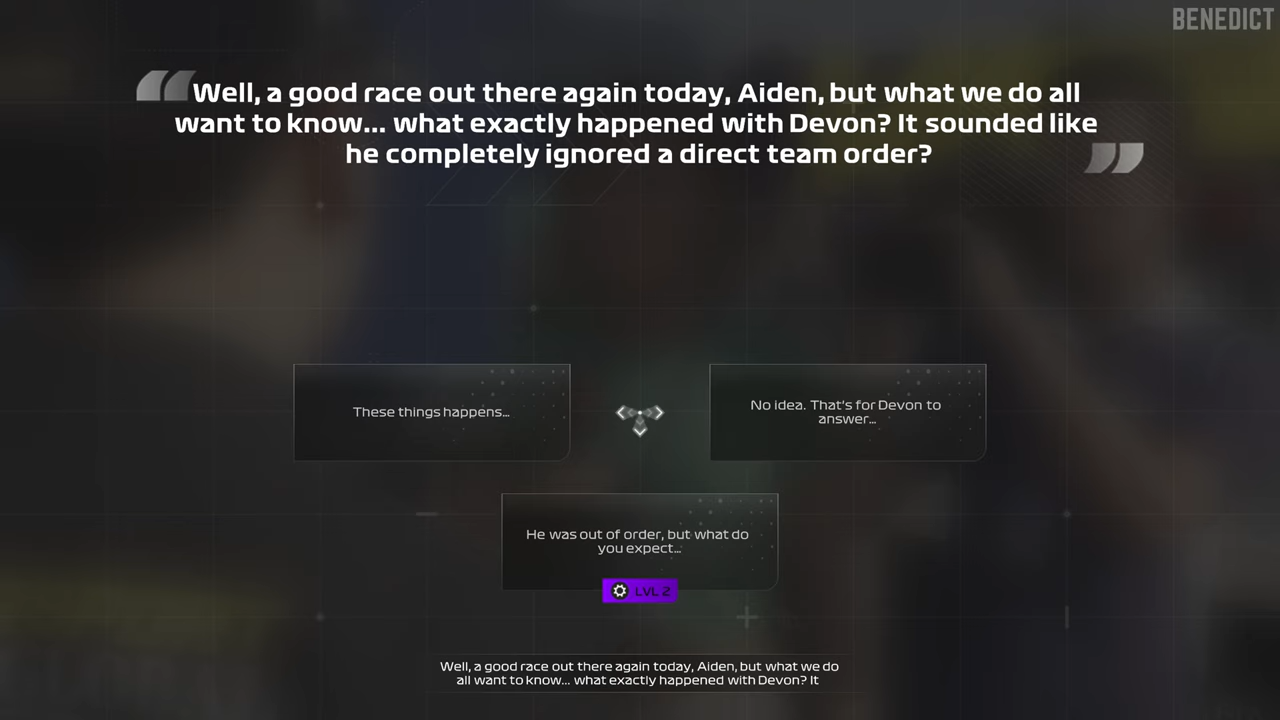 BENEDICT
Well, a good race out there again today, Aiden, but what we do all
want to know... what exactly happened with Devon? It sounded like
he completely ignored a direct team order?
These things happens...
No idea. That's for Devon to
answer...
He was out of order, but what do
you expect...
LVL 2
Well, a good race out there again today, Aiden, but what we do
all want to know... what exactly happened with Devon? It